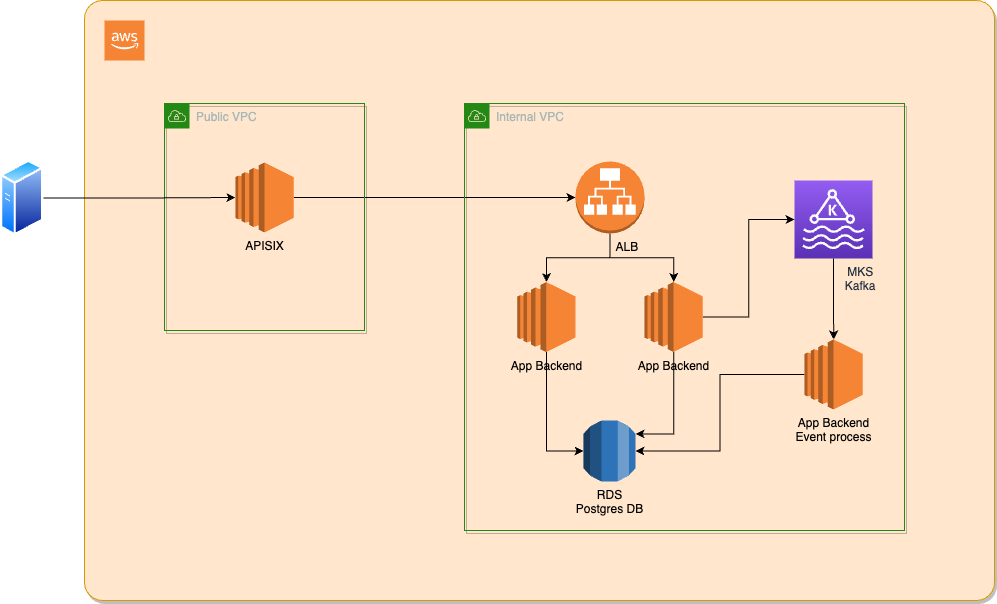 aws
Public VPC
Internal VPC
APISIX
ALB
K
MKS
Kafka
App Backend
App Backend
App Backend
Event process
RDS
Postgres DB